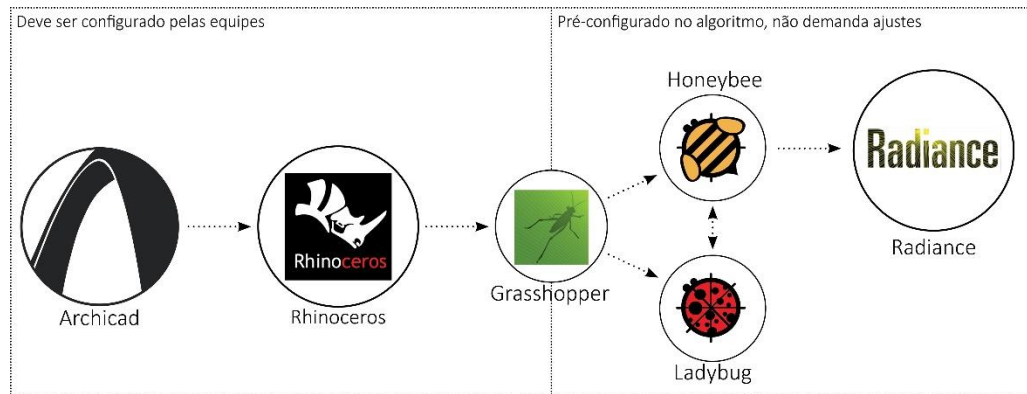 Deve ser configurado pelas equipes
Pré-configurado no algoritmo, não demanda ajustes
Honeybee
Radiance
Rhinoceros
Radiance
Grasshopper
Archicad
Rhinoceros
Ladybug